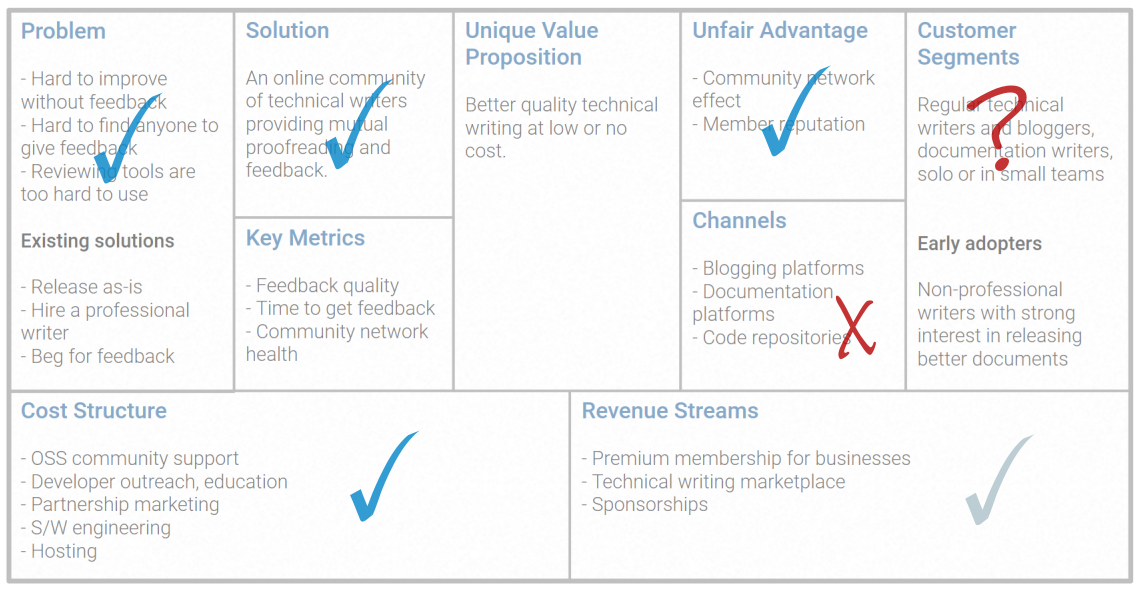 Problem
- Hard to improve
without feedback
- Hard to find anyone to
give feedback
- Reviewing tools are
too hard to use
Existing solutions
- Release as-is
- Hire a professional
writer
- Beg for feedback
Solution
An online community
of technical writers
providing mutual
proofreading and
feedback.
Key Metrics
- Feedback quality
- Time to get feedback
- Community network
health
Unique Value
Proposition
Better quality technical
writing at low or no
cost.
Unfair Advantage
- Community network
effect
- Member reputation
Channels
- Blogging platforms
- Documentation
platforms
- Code repositories
Customer
Segments
Regular technical
writers and bloggers,
documentation writers,
solo or in small teams
Early adopters
Non-professional
writers with strong
interest in releasing
better documents
Cost Structure
- OSS community support
- Developer outreach, education
- Partnership marketing
- S/W engineering
- Hosting
Revenue Streams
- Premium membership for businesses
- Technical writing marketplace
- Sponsorships